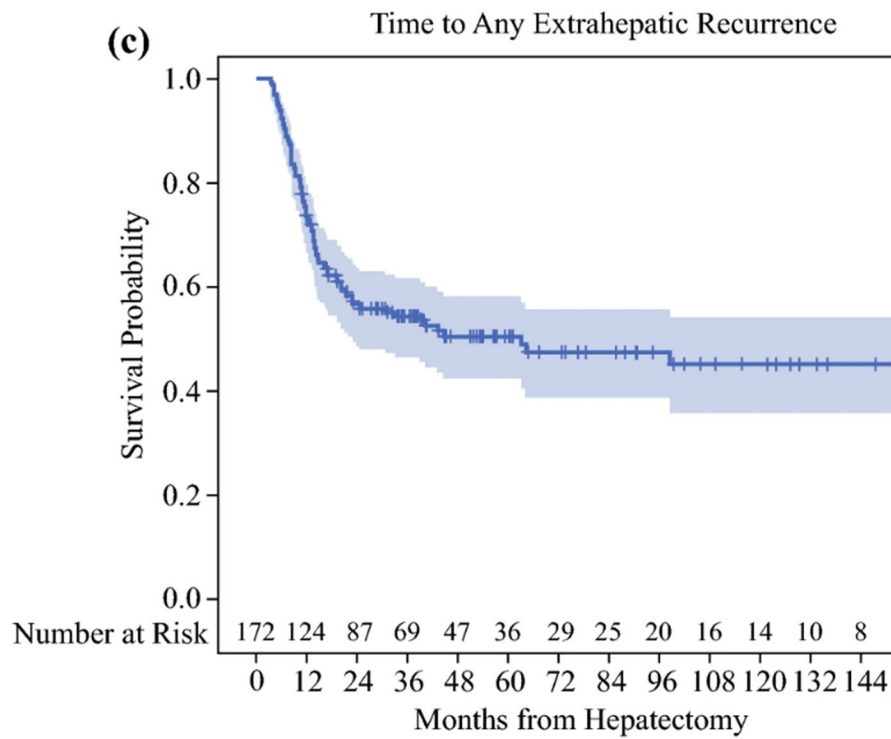 Time to Any Extrahepatic Recurrence
(c)
Survival Probability
1.0
0.8
0.6
0.4
0.2
0.0
Number at Risk 172 124 87 69 47 36 29 25 20 16 14 10 8
0 12 24 36 48 60 72 84 96 108 120 132 144
Months from Hepatectomy